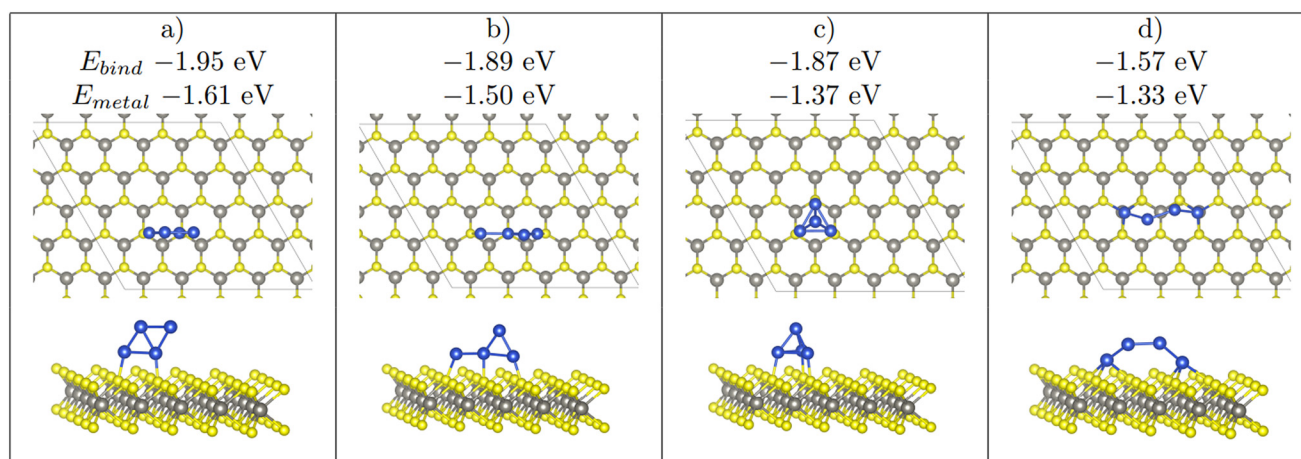 a) b) c) d)
E_bind −1.95 eV −1.89 eV −1.87 eV −1.57 eV
E_metal −1.61 eV −1.50 eV −1.37 eV −1.33 eV